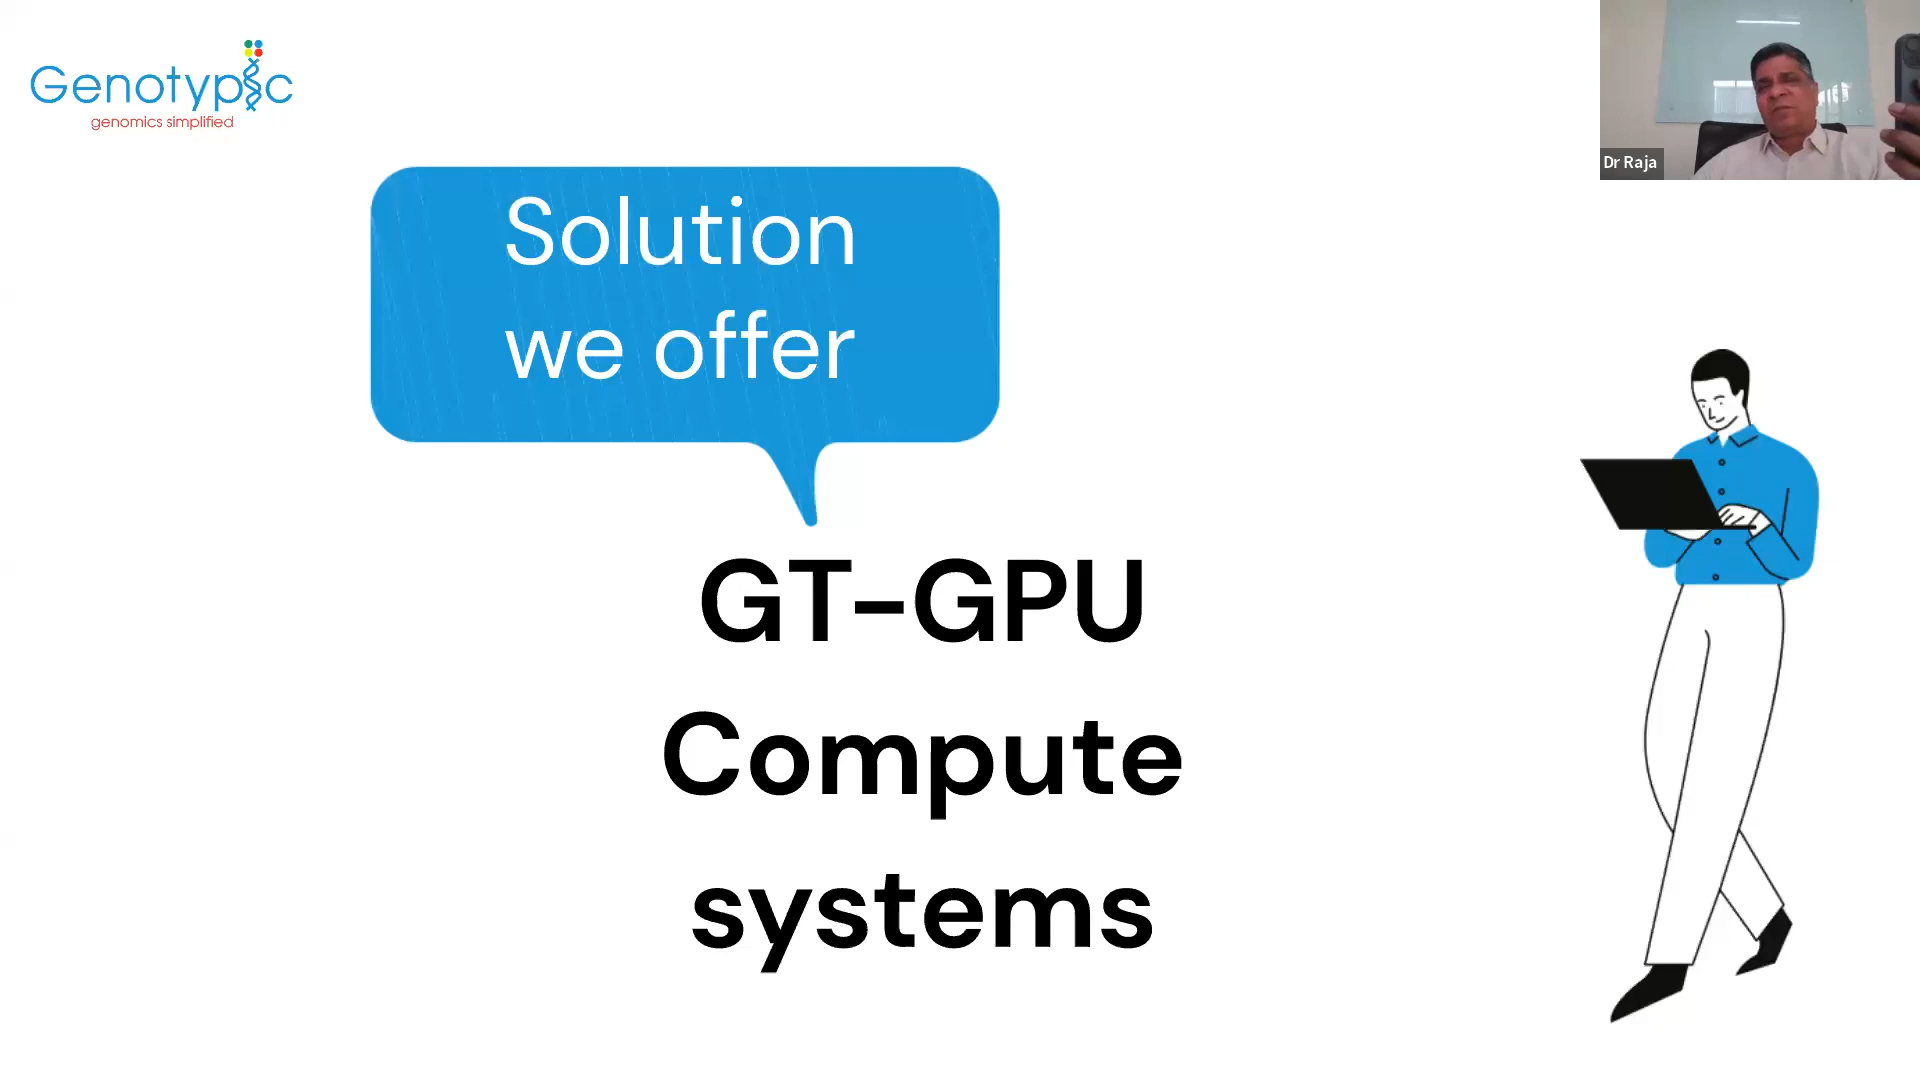 Genotypic
genomics simplified
Dr Raja
Solution
we offer
GT-GPU
Compute
systems